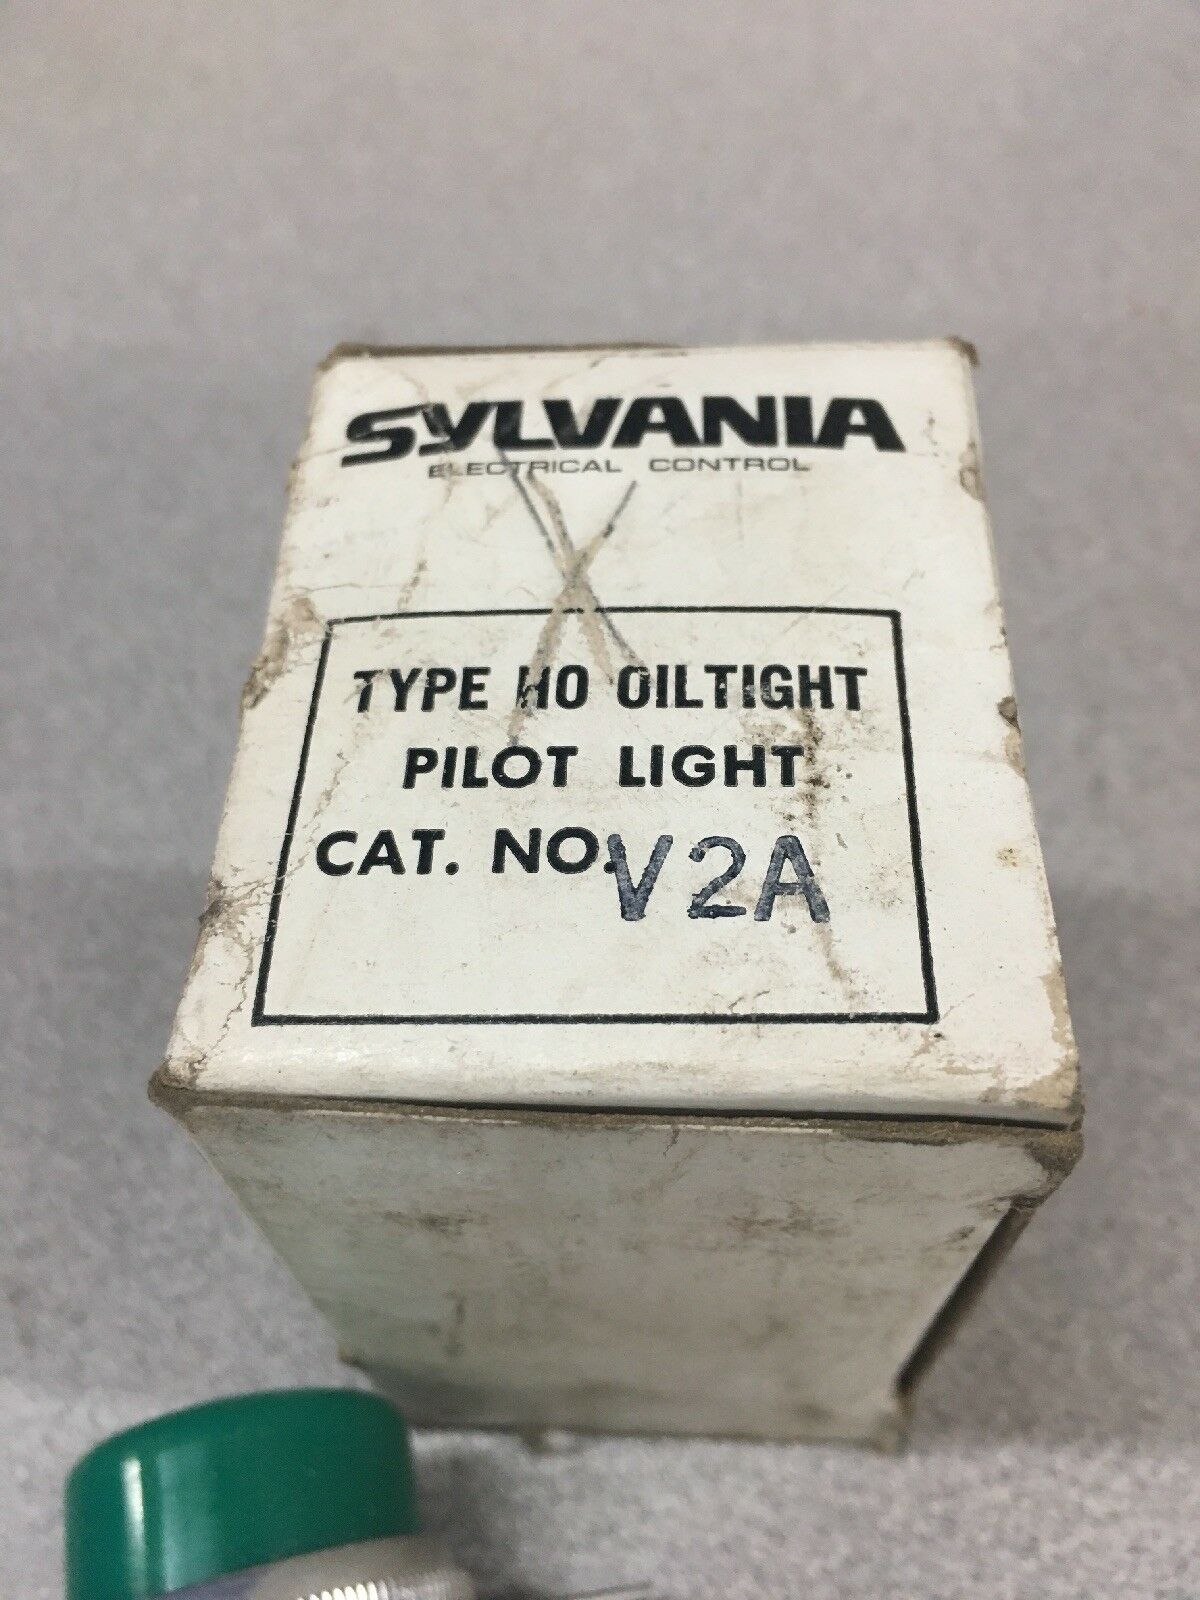 SYLVANIA
ELECTRICAL CONTROL
TYPE HO OILTIGHT
PILOT LIGHT
CAT. NO. V2A